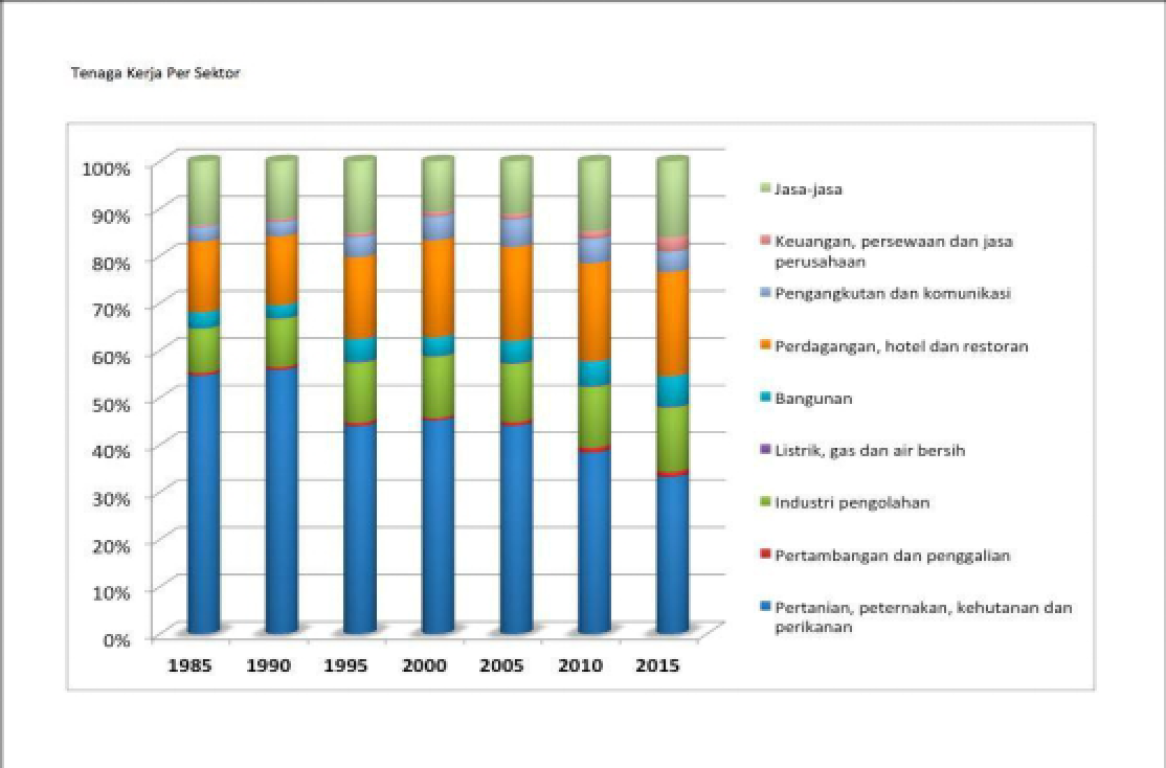 Tenaga Kerja Per Sektor
100%
90%
80%
70%
60%
50%
40%
30%
20%
10%
0%
1985 1990 1995 2000 2005 2010 2015
Jasa-jasa
Keuangan, persewaan dan jasa
perusahaan
Pengangkutan dan komunikasi
Perdagangan, hotel dan restoran
Bangunan
Listrik, gas dan air bersih
Industri pengolahan
Pertambangan dan penggalian
Pertanian, peternakan, kehutanan dan
perikanan